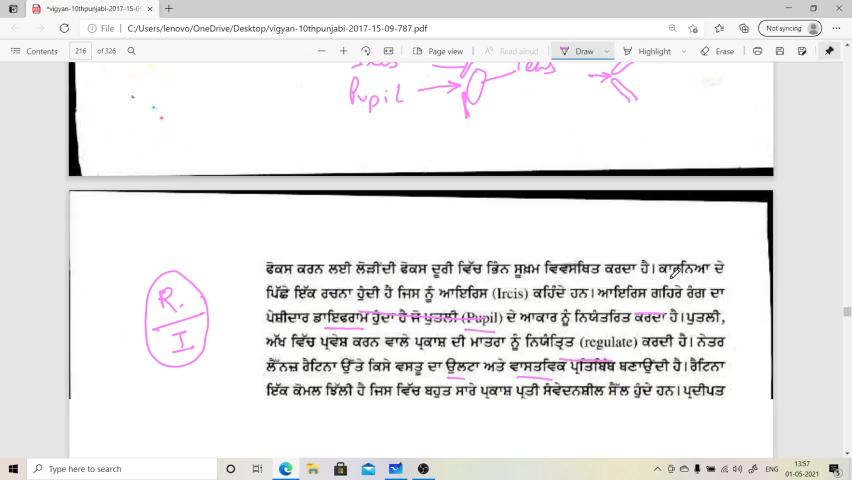 *vigyan-10thpunjabi-2017-15-09
File C:/Users/lenovo/OneDrive/Desktop/vigyan-10thpunjabi-2017-15-09-787.pdf Not syncing
Contents 216 of 326 Page view Read aloud Draw Highlight Erase
lens
Pupil
R.
I
ਫੋਕਸ ਕਰਨ ਲਈ ਲੋੜੀਂਦੀ ਫੋਕਸ ਦੂਰੀ ਵਿੱਚ ਭਿੰਨ ਸੂਖ਼ਮ ਵਿਵਸਥਿਤ ਕਰਦਾ ਹੈ। ਕਾਰਨਿਆ ਦੇ
ਪਿੱਛੇ ਇੱਕ ਰਚਨਾ ਹੁੰਦੀ ਹੈ ਜਿਸ ਨੂੰ ਆਇਰਿਸ (Ircis) ਕਹਿੰਦੇ ਹਨ। ਆਇਰਿਸ ਗਹਿਰੇ ਰੰਗ ਦਾ
ਪੇਸ਼ੀਦਾਰ ਡਾਇਫਰਾਮ ਹੁੰਦਾ ਹੈ ਜੋ ਪੁਤਲੀ (Pupil) ਦੇ ਆਕਾਰ ਨੂੰ ਨਿਯੰਤਰਿਤ ਕਰਦਾ ਹੈ। ਪੁਤਲੀ,
ਅੱਖ ਵਿੱਚ ਪ੍ਰਵੇਸ਼ ਕਰਨ ਵਾਲੇ ਪ੍ਰਕਾਸ਼ ਦੀ ਮਾਤਰਾ ਨੂੰ ਨਿਯੰਤ੍ਰਿਤ (regulate) ਕਰਦੀ ਹੈ। ਨੇਤਰ
ਲੈੱਨਜ਼ ਰੈਟਿਨਾ ਉੱਤੇ ਕਿਸੇ ਵਸਤੂ ਦਾ ਉਲਟਾ ਅਤੇ ਵਾਸਤਵਿਕ ਪ੍ਰਤਿਬਿੰਬ ਬਣਾਉਂਦੀ ਹੈ। ਰੈਟਿਨਾ
ਇੱਕ ਕੋਮਲ ਝਿੱਲੀ ਹੈ ਜਿਸ ਵਿੱਚ ਬਹੁਤ ਸਾਰੇ ਪ੍ਰਕਾਸ਼ ਪ੍ਰਤੀ ਸੰਵੇਦਨਸ਼ੀਲ ਸੈੱਲ ਹੁੰਦੇ ਹਨ। ਪ੍ਰਦੀਪਤ
Type here to search ENG 13:57
01-05-2021